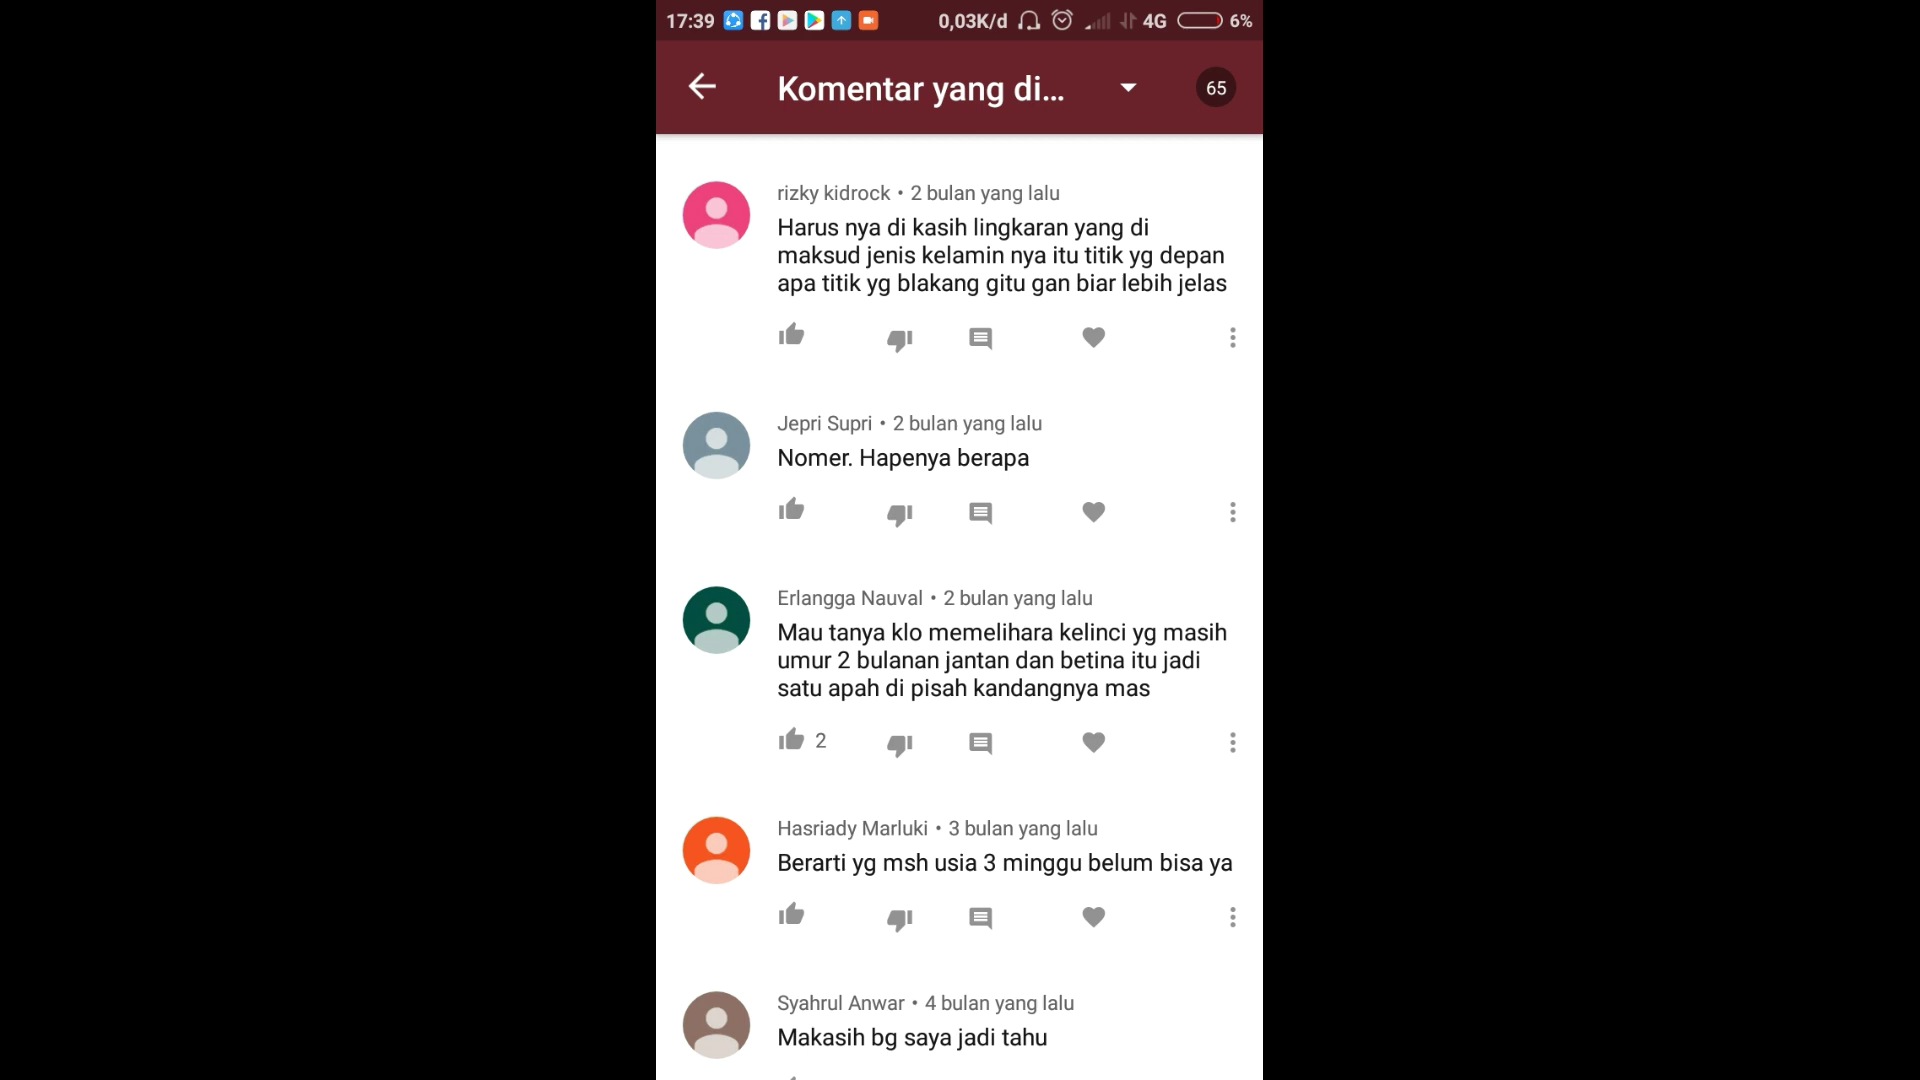 17:39 0,03K/d 4G 6%
Komentar yang di... 65
rizky kidrock • 2 bulan yang lalu
Harus nya di kasih lingkaran yang di
maksud jenis kelamin nya itu titik yg depan
apa titik yg blakang gitu gan biar lebih jelas
Jepri Supri • 2 bulan yang lalu
Nomer. Hapenya berapa
Erlangga Nauval • 2 bulan yang lalu
Mau tanya klo memelihara kelinci yg masih
umur 2 bulanan jantan dan betina itu jadi
satu apah di pisah kandangnya mas
2
Hasriady Marluki • 3 bulan yang lalu
Berarti yg msh usia 3 minggu belum bisa ya
Syahrul Anwar • 4 bulan yang lalu
Makasih bg saya jadi tahu